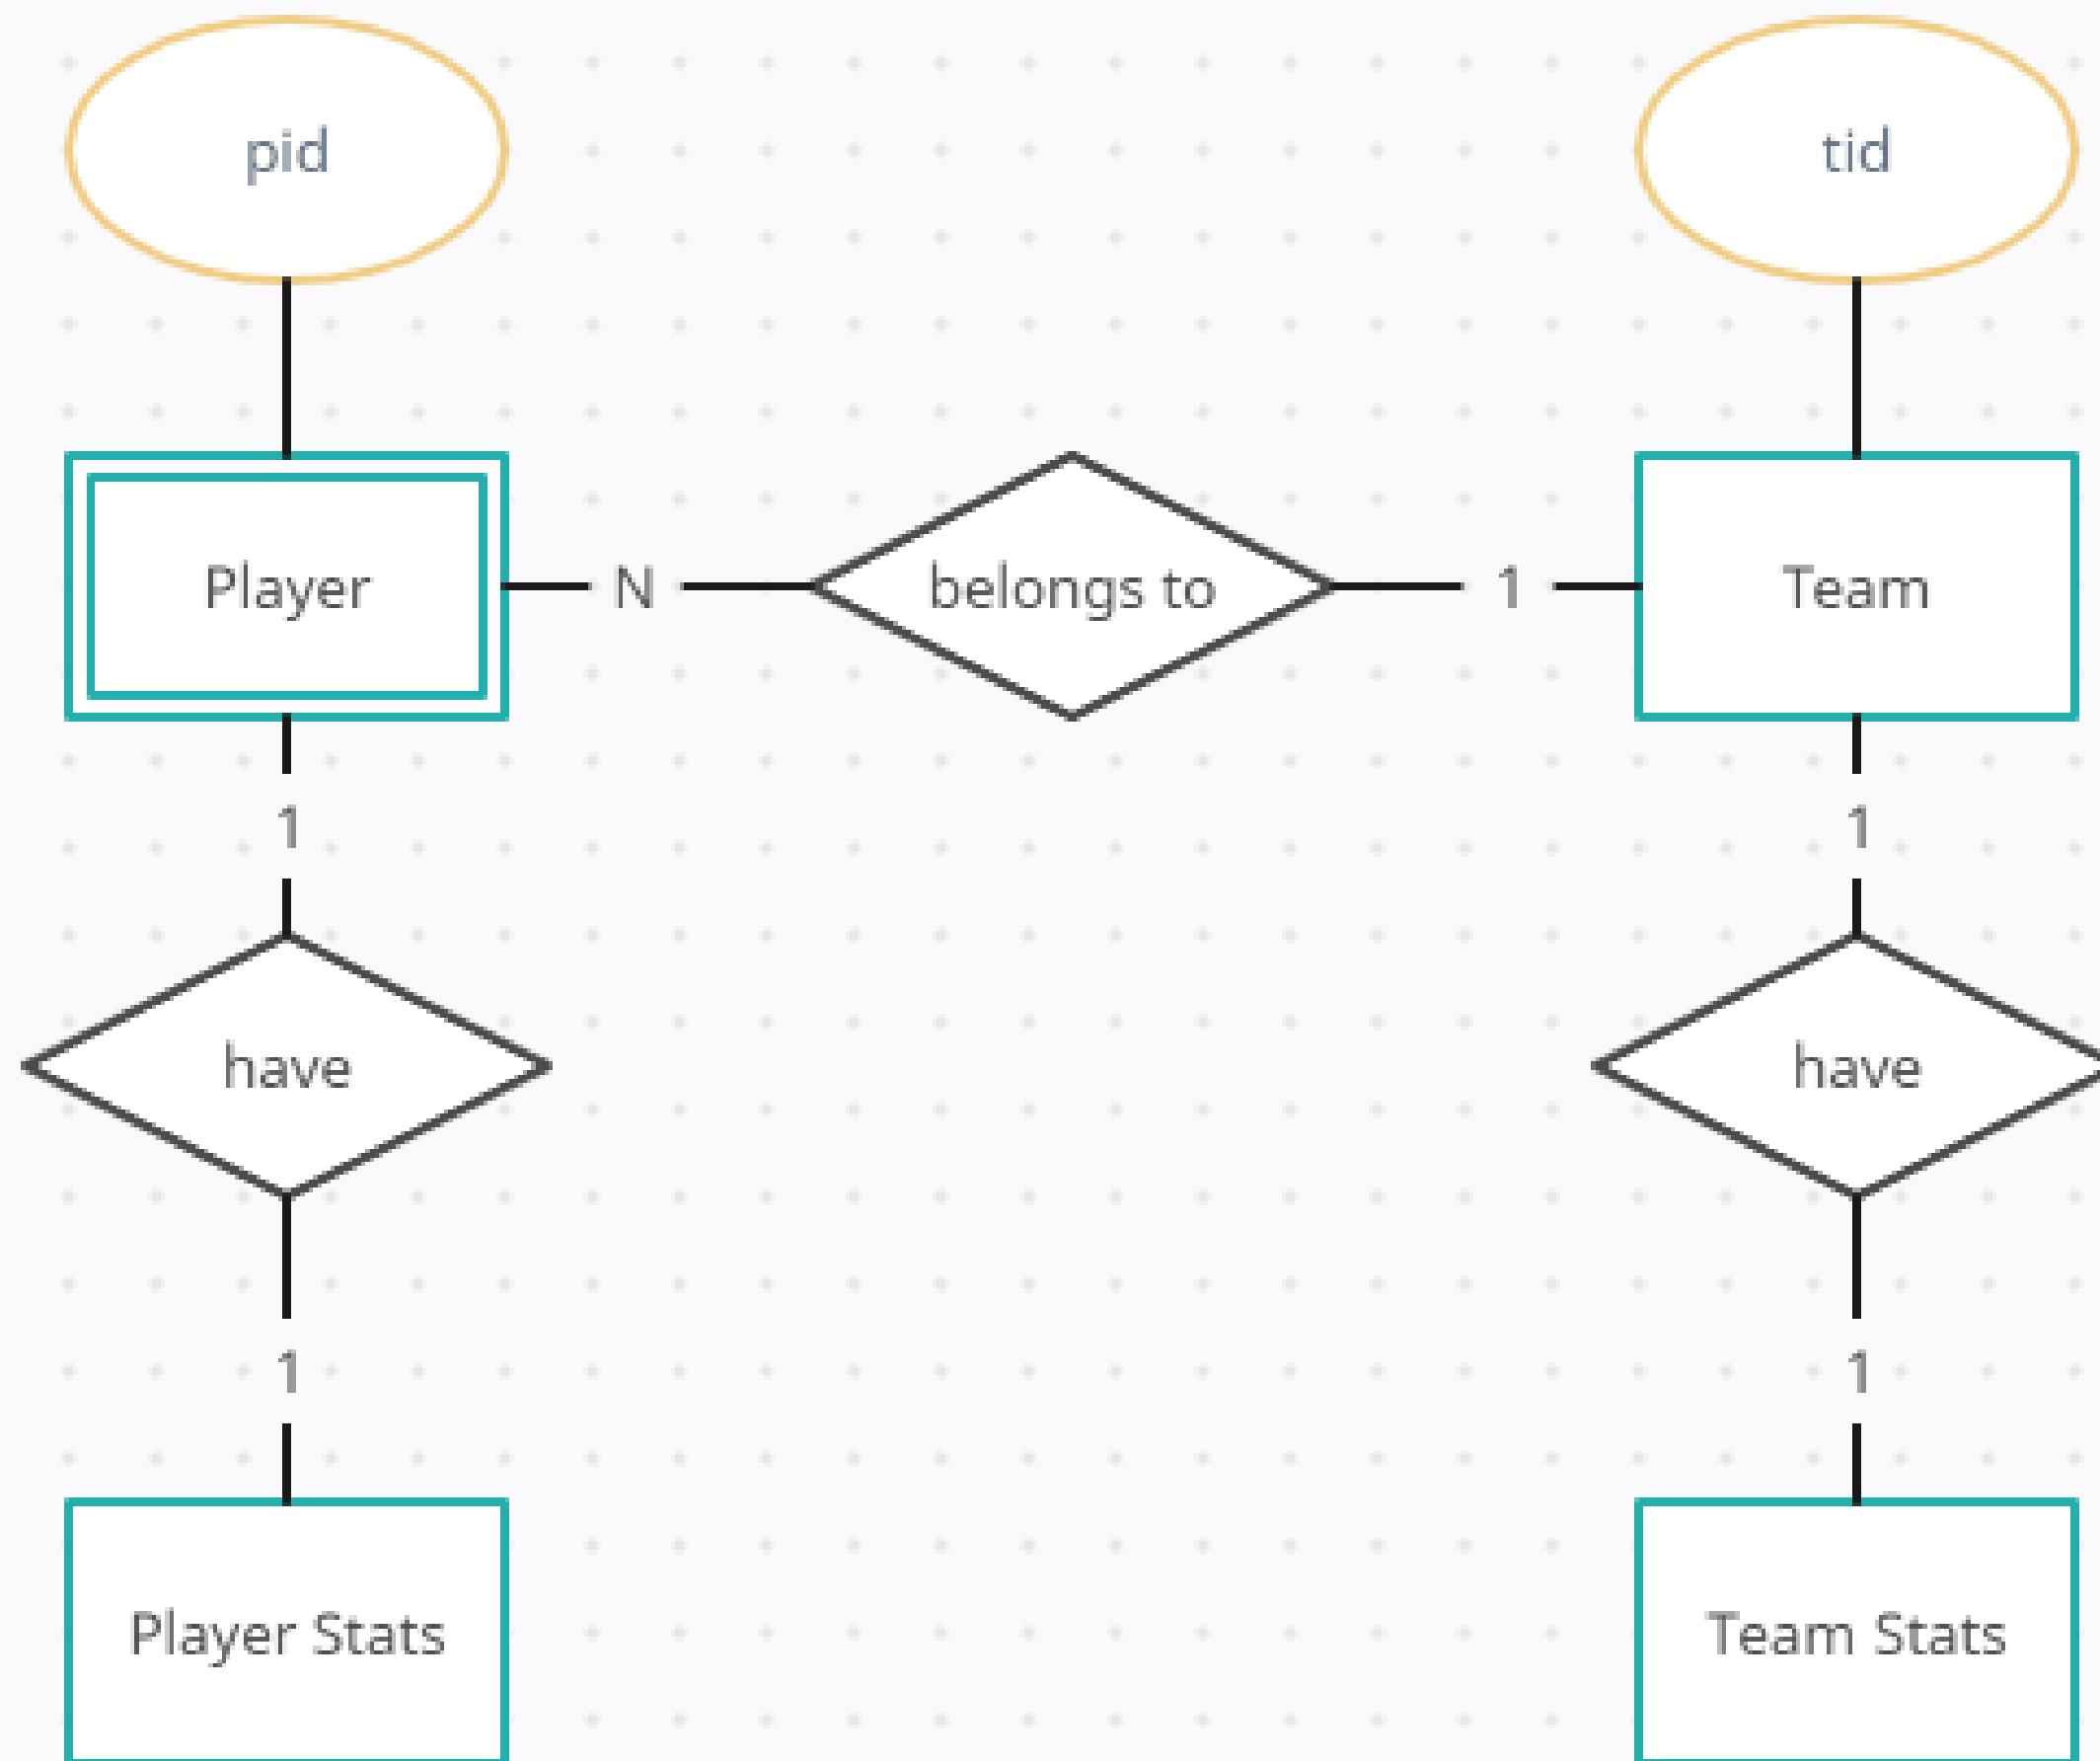 pid
tid
Player
N
belongs to
1
Team
1
1
have
have
1
1
Player Stats
Team Stats